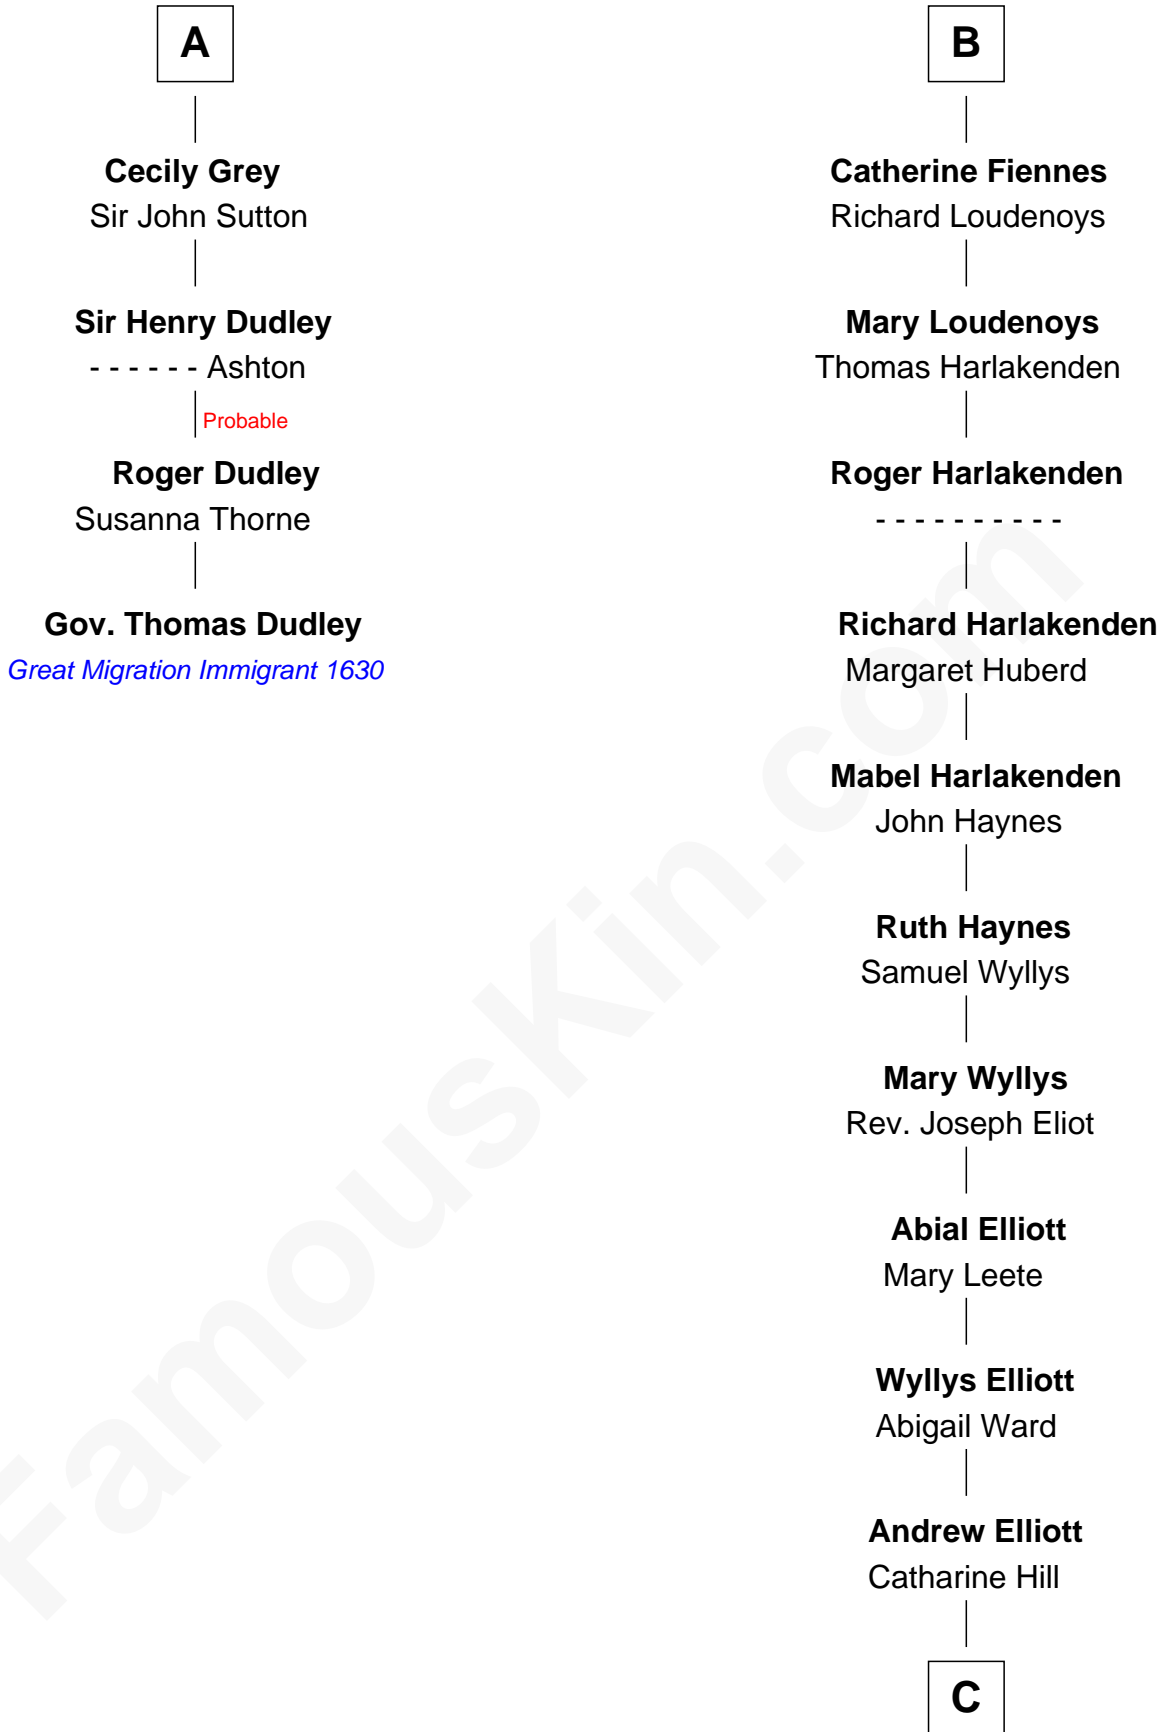 A
Cecily Grey
Sir John Sutton
Sir Henry Dudley
- - - - - - Ashton
Probable
Roger Dudley
Susanna Thorne
Gov. Thomas Dudley
Great Migration Immigrant 1630
B
Catherine Fiennes
Richard Loudenoys
Mary Loudenoys
Thomas Harlakenden
Roger Harlakenden
- - - - - - - - - -
Richard Harlakenden
Margaret Huberd
Mabel Harlakenden
John Haynes
Ruth Haynes
Samuel Wyllys
Mary Wyllys
Rev. Joseph Eliot
Abial Elliott
Mary Leete
Wyllys Elliott
Abigail Ward
Andrew Elliott
Catharine Hill
C
FamousKin.com